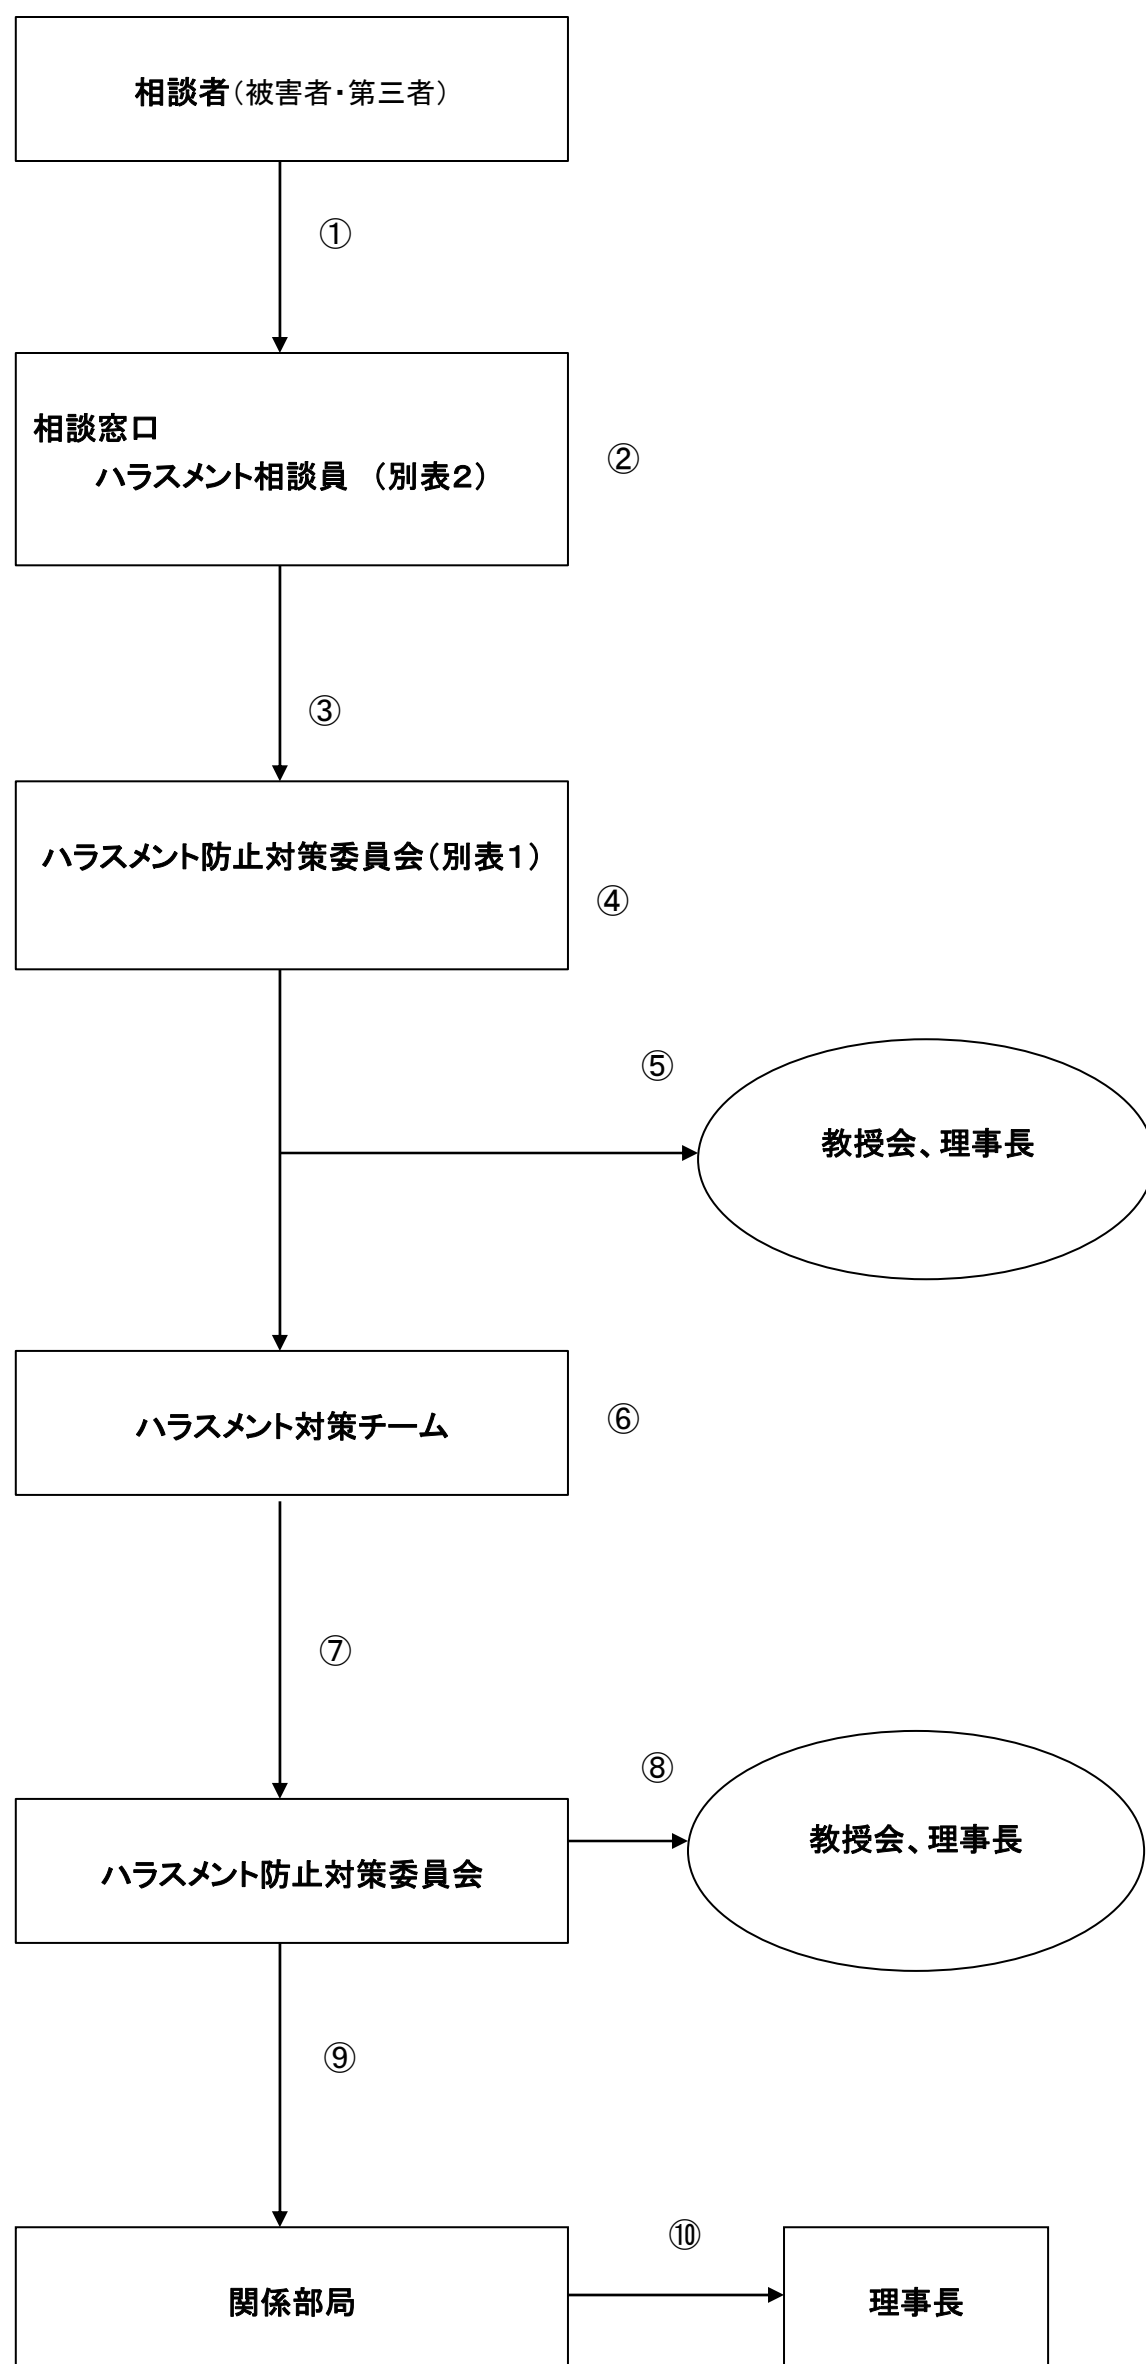 相談者（被害者・第三者）
①
相談窓口
ハラスメント相談員　（別表２）
②
③
ハラスメント防止対策委員会（別表１）
④
⑤
教授会、理事長
ハラスメント対策チーム
⑥
⑦
⑧
教授会、理事長
ハラスメント防止対策委員会
⑨
⑩
関係部局
理事長